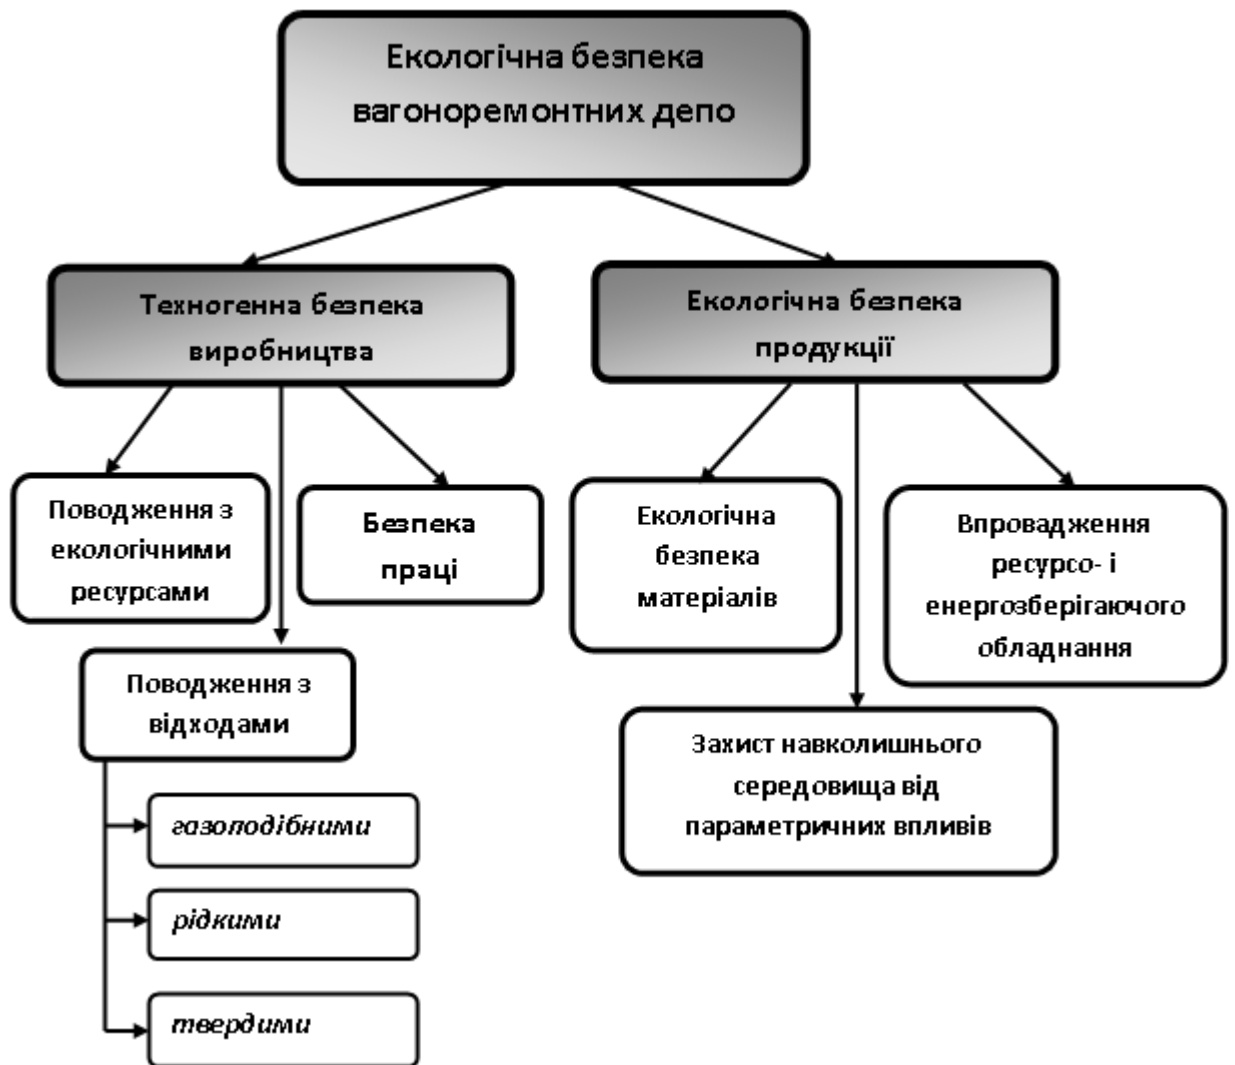 Екологічна безпека
вагоноремонтних депо
Техногенна безпека
виробництва
Екологічна безпека
продукції
Поводження з
екологічними
ресурсами
Безпека
праці
Екологічна
безпека
матеріалів
Впровадження
ресурсо- і
енергозберігаючого
обладнання
Поводження з
відходами
Захист навколишнього
середовища від
параметричних впливів
газоподібними
рідкими
твердими